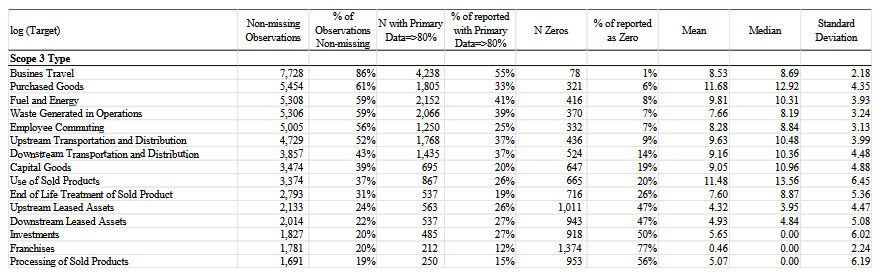 log (Target) Non-missing Observations % of Observations Non-missing N with Primary Data=>80% % of reported with Primary Data=>80% N Zeros % of reported as Zero Mean Median Standard Deviation
Scope 3 Type
Busines Travel 7,728 86% 4,238 55% 78 1% 8.53 8.69 2.18
Purchased Goods 5,454 61% 1,805 33% 321 6% 11.68 12.92 4.35
Fuel and Energy 5,308 59% 2,152 41% 416 8% 9.81 10.31 3.93
Waste Generated in Operations 5,306 59% 2,066 39% 370 7% 7.66 8.59 3.24
Employee Commuting 5,005 56% 1,250 25% 332 7% 8.28 8.84 3.13
Upstream Transportation and Distribution 4,729 52% 1,768 37% 436 9% 9.63 10.48 3.99
Downstream Transportation and Distribution 3,857 43% 1,435 37% 524 14% 9.16 10.36 4.48
Capital Goods 3,474 39% 695 20% 647 19% 9.05 10.96 4.88
Use of Sold Products 3,374 37% 867 26% 665 20% 11.48 13.56 6.45
End of Life Treatment of Sold Product 2,793 31% 537 19% 716 26% 7.60 8.87 5.36
Upstream Leased Assets 2,133 24% 563 26% 1,011 47% 4.32 3.95 4.47
Downstream Leased Assets 2,014 22% 537 27% 943 47% 4.93 4.84 5.08
Investments 1,827 20% 485 27% 918 50% 5.65 0.00 6.02
Franchises 1,781 20% 212 12% 1,374 77% 0.46 0.00 2.24
Processing of Sold Products 1,691 19% 250 15% 953 56% 5.07 0.00 6.19